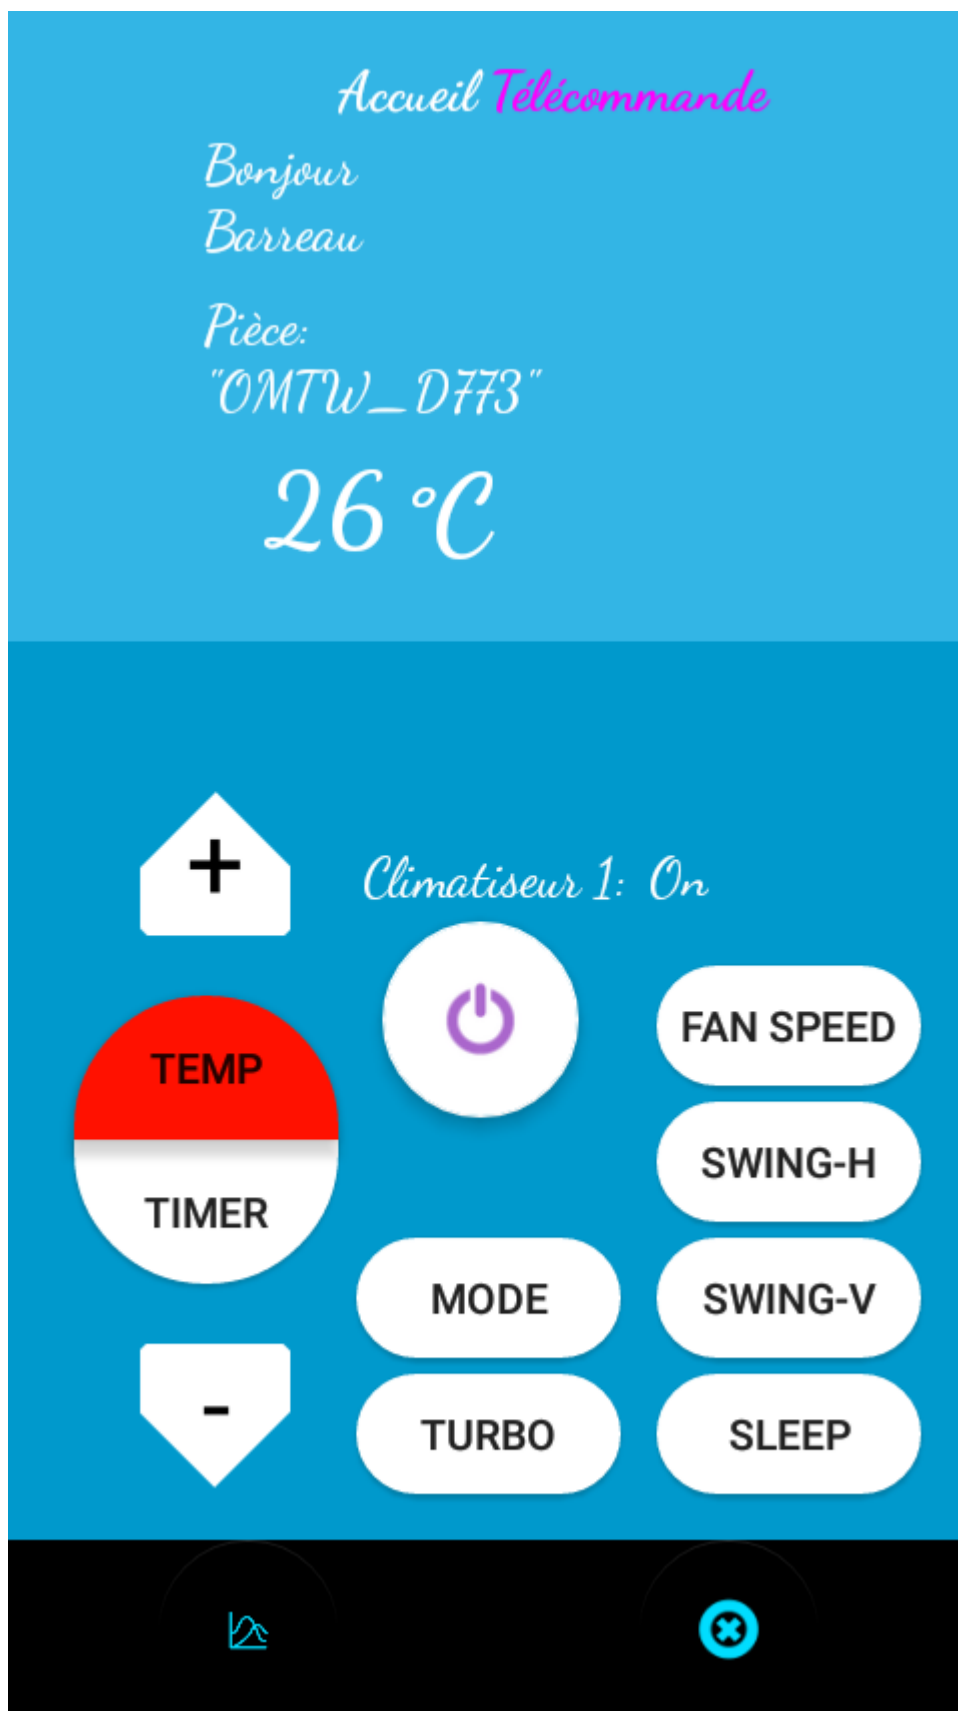 Accueil Télécommande
Bonjour
Barreau
Pièce:
"OMTW_D773"
26 °C
+
Climatiseur 1: On
FAN SPEED
TEMP
SWING-H
TIMER
MODE
SWING-V
-
TURBO
SLEEP